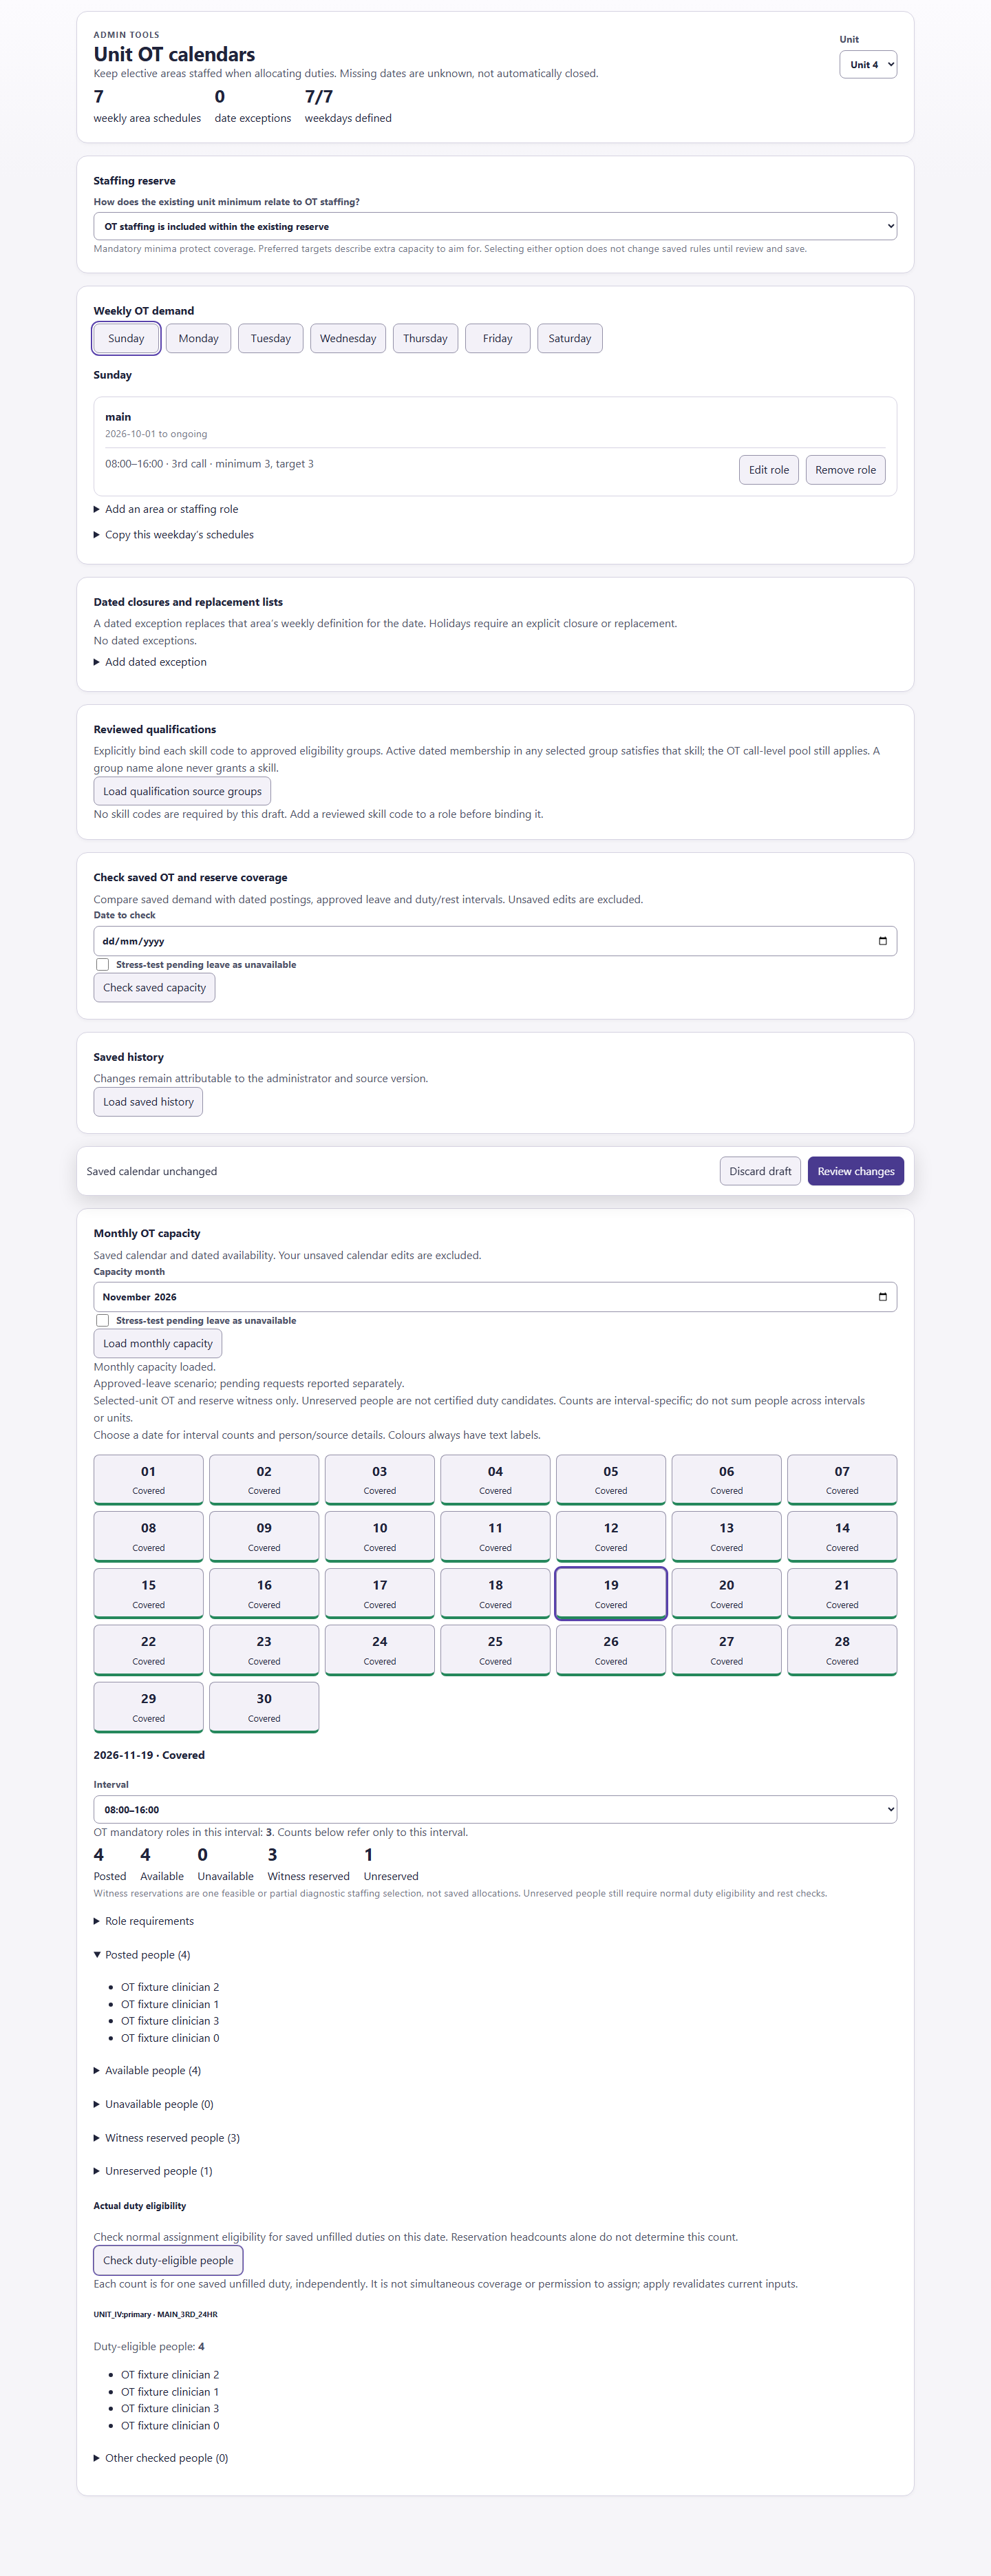 ADMIN TOOLS
Unit OT calendars
Keep elective areas staffed when allocating duties. Missing dates are unknown, not automatically closed.
Unit
Unit 4
7
weekly area schedules
0
date exceptions
7/7
weekdays defined
Staffing reserve
How does the existing unit minimum relate to OT staffing?
OT staffing is included within the existing reserve
Mandatory minima protect coverage. Preferred targets describe extra capacity to aim for. Selecting either option does not change saved rules until review and save.
Weekly OT demand
Sunday
Monday
Tuesday
Wednesday
Thursday
Friday
Saturday
Sunday
main
2026-10-01 to ongoing
08:00–16:00 · 3rd call · minimum 3, target 3
Edit role
Remove role
Add an area or staffing role
Copy this weekday's schedules
Dated closures and replacement lists
A dated exception replaces that area's weekly definition for the date. Holidays require an explicit closure or replacement.
No dated exceptions.
Add dated exception
Reviewed qualifications
Explicitly bind each skill code to approved eligibility groups. Active dated membership in any selected group satisfies that skill; the OT call-level pool still applies. A
group name alone never grants a skill.
Load qualification source groups
No skill codes are required by this draft. Add a reviewed skill code to a role before binding it.
Check saved OT and reserve coverage
Compare saved demand with dated postings, approved leave and duty/rest intervals. Unsaved edits are excluded.
Date to check
dd/mm/yyyy
Stress-test pending leave as unavailable
Check saved capacity
Saved history
Changes remain attributable to the administrator and source version.
Load saved history
Saved calendar unchanged
Discard draft
Review changes
Monthly OT capacity
Saved calendar and dated availability. Your unsaved calendar edits are excluded.
Capacity month
November 2026
Stress-test pending leave as unavailable
Load monthly capacity
Monthly capacity loaded.
Approved-leave scenario; pending requests reported separately.
Selected-unit OT and reserve witness only. Unreserved people are not certified duty candidates. Counts are interval-specific; do not sum people across intervals
or units.
Choose a date for interval counts and person/source details. Colours always have text labels.
01 02 03 04 05 06 07
Covered Covered Covered Covered Covered Covered Covered
08 09 10 11 12 13 14
Covered Covered Covered Covered Covered Covered Covered
15 16 17 18 19 20 21
Covered Covered Covered Covered Covered Covered Covered
22 23 24 25 26 27 28
Covered Covered Covered Covered Covered Covered Covered
29 30
Covered Covered
2026-11-19 · Covered
Interval
08:00–16:00
OT mandatory roles in this interval: 3. Counts below refer only to this interval.
4
Posted
4
Available
0
Unavailable
3
Witness reserved
1
Unreserved
Witness reservations are one feasible or partial diagnostic staffing selection, not saved allocations. Unreserved people still require normal duty eligibility and rest checks.
Role requirements
Posted people (4)
OT fixture clinician 2
OT fixture clinician 1
OT fixture clinician 3
OT fixture clinician 0
Available people (4)
Unavailable people (0)
Witness reserved people (3)
Unreserved people (1)
Actual duty eligibility
Check normal assignment eligibility for saved unfilled duties on this date. Reservation headcounts alone do not determine this count.
Check duty-eligible people
Each count is for one saved unfilled duty, independently. It is not simultaneous coverage or permission to assign; apply revalidates current inputs.
UNIT_IV:primary · MAIN_3RD_24HR
Duty-eligible people: 4
OT fixture clinician 2
OT fixture clinician 1
OT fixture clinician 3
OT fixture clinician 0
Other checked people (0)